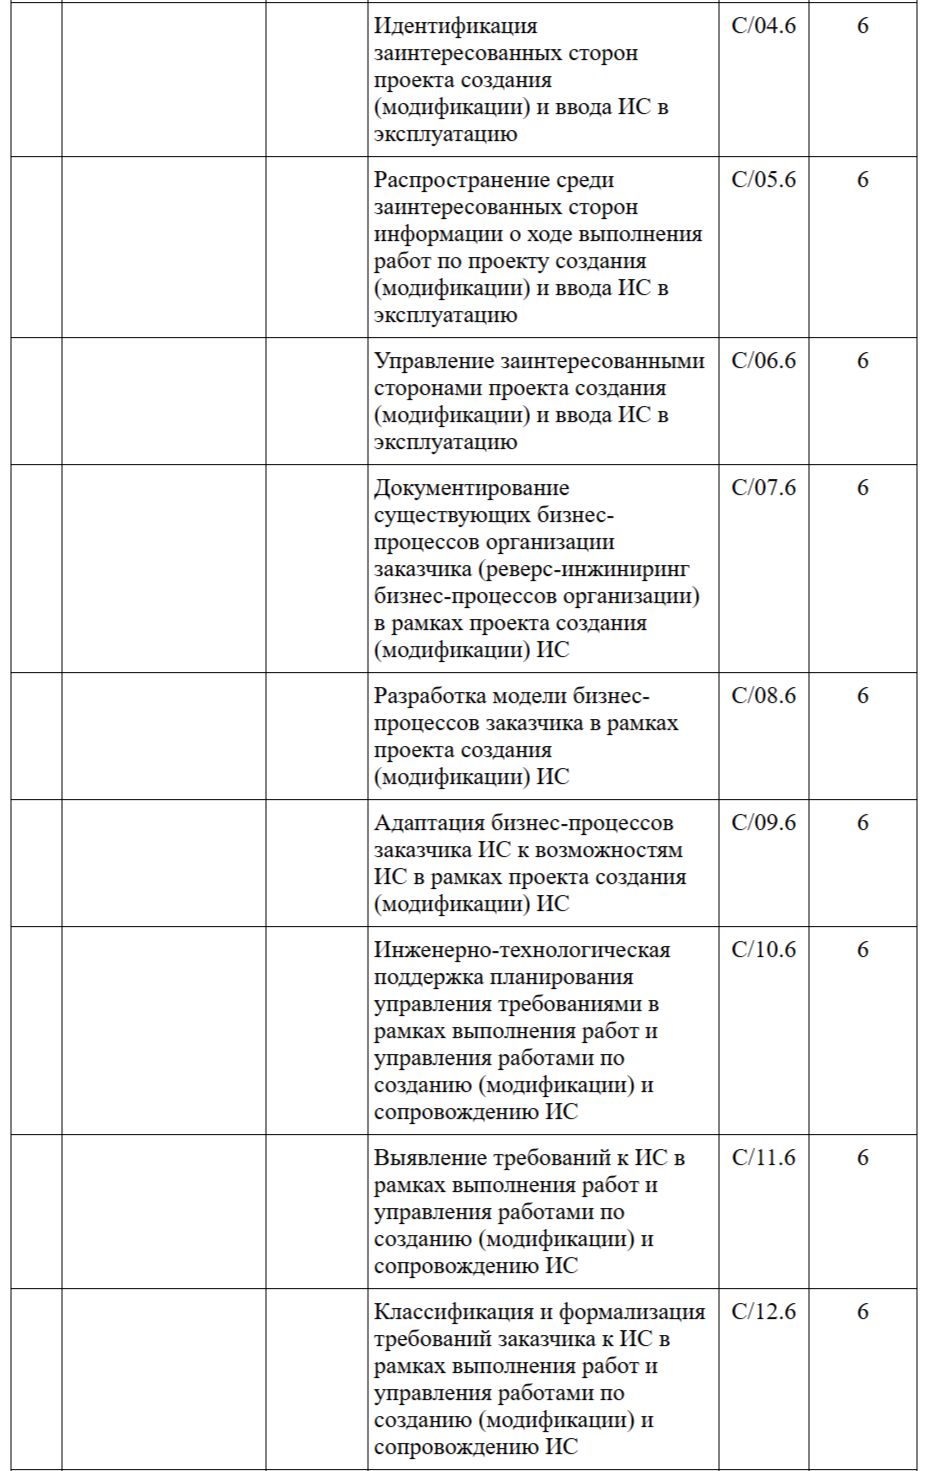 Идентификация С/04.6 6
заинтересованных сторон
проекта создания
(модификации) и ввода ИС в
эксплуатацию
Распространение среди С/05.6 6
заинтересованных сторон
информации о ходе выполнения
работ по проекту создания
(модификации) и ввода ИС в
эксплуатацию
Управление заинтересованными С/06.6 6
сторонами проекта создания
(модификации) и ввода ИС в
эксплуатацию
Документирование С/07.6 6
существующих бизнес-
процессов организации
заказчика (реверс-инжиниринг
бизнес-процессов организации)
в рамках проекта создания
(модификации) ИС
Разработка модели бизнес- С/08.6 6
процессов заказчика в рамках
проекта создания
(модификации) ИС
Адаптация бизнес-процессов С/09.6 6
заказчика ИС к возможностям
ИС в рамках проекта создания
(модификации) ИС
Инженерно-технологическая С/10.6 6
поддержка планирования
управления требованиями в
рамках выполнения работ и
управления работами по
созданию (модификации) и
сопровождению ИС
Выявление требований к ИС в С/11.6 6
рамках выполнения работ и
управления работами по
созданию (модификации) и
сопровождению ИС
Классификация и формализация С/12.6 6
требований заказчика к ИС в
рамках выполнения работ и
управления работами по
созданию (модификации) и
сопровождению ИС